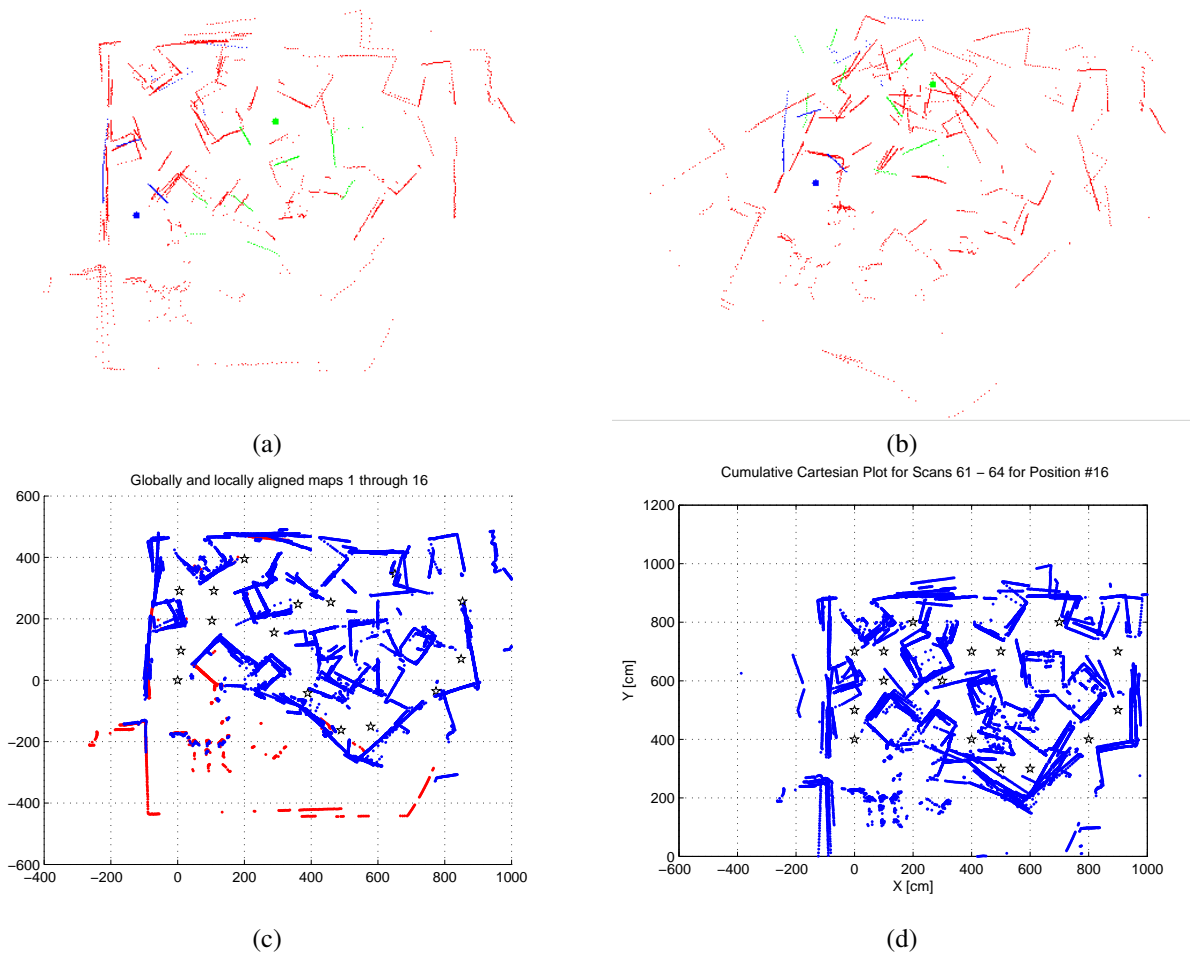 (a)
(b)
Globally and locally aligned maps 1 through 16
600
400
200
0
−200
−400
−600
−400 −200 0 200 400 600 800 1000
(c)
Cumulative Cartesian Plot for Scans 61 − 64 for Position #16
1200
1000
800
600
400
200
0
Y [cm]
−600 −400 −200 0 200 400 600 800 1000
X [cm]
(d)